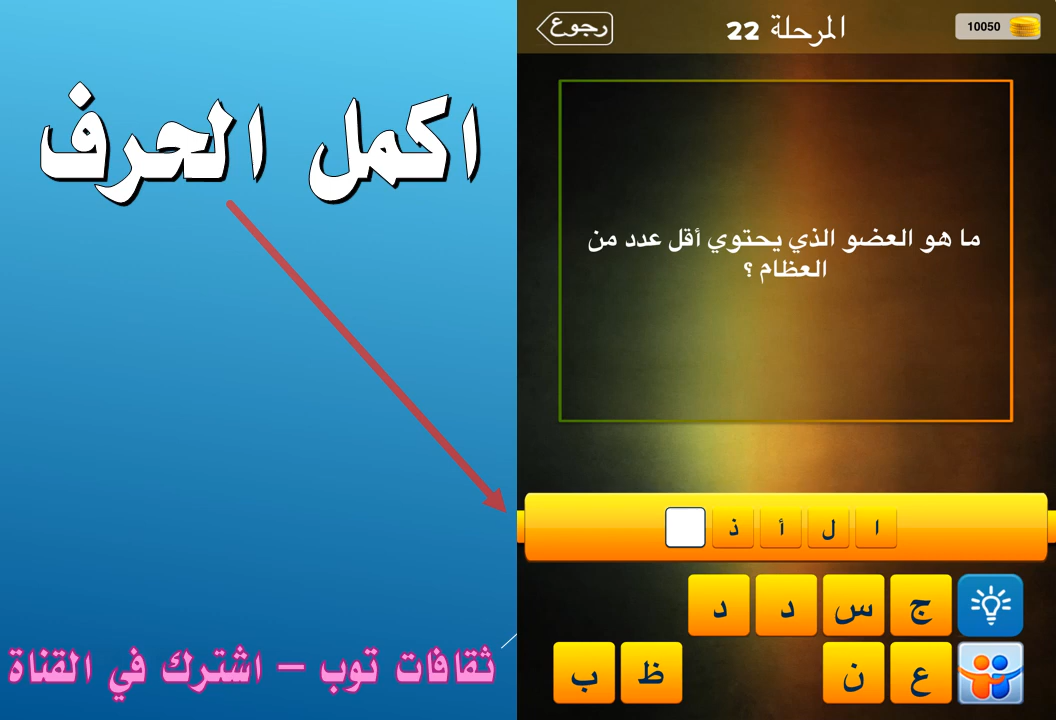 اكمل الحرف
ثقافات توب – اشترك في القناة
رجوع
المرحلة 22
10050
ما هو العضو الذي يحتوي أقل عدد من
العظام ؟
ا ل أ ذ
ج س د د
ع ن ظ ب